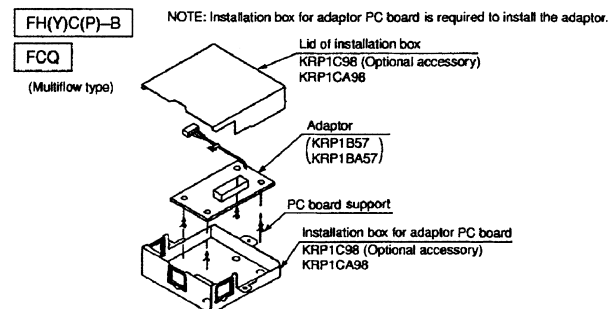 FH(Y)C(P)–B
NOTE: Installation box for adaptor PC board is required to install the adaptor.
FCQ
(Multiflow type)
Lid of installation box
KRP1C98 (Optional accessory)
KRP1CA98
Adaptor
(KRP1B57
KRP1BA57)
PC board support
Installation box for adaptor PC board
KRP1C98 (Optional accessory)
KRP1CA98